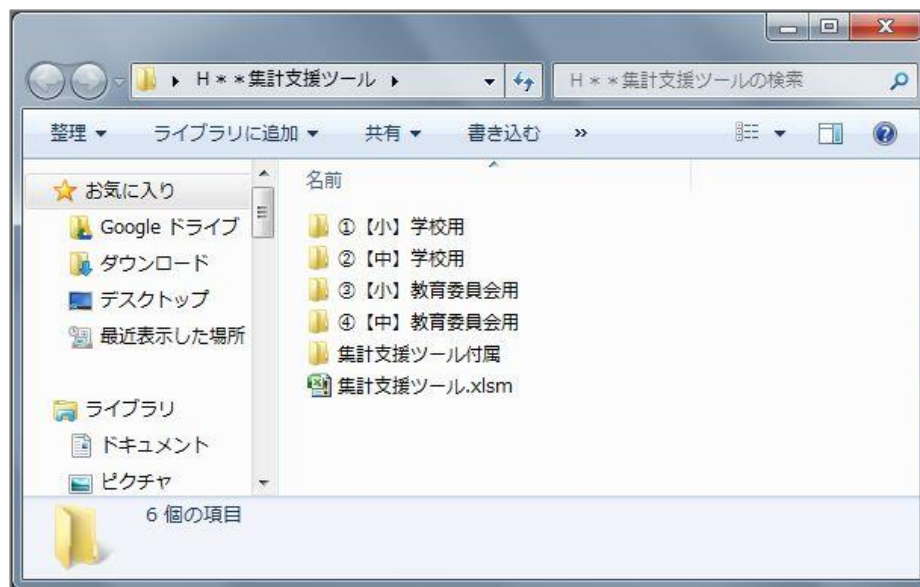 H＊＊集計支援ツール
H＊＊集計支援ツールの検索
整理
ライブラリに追加
共有
書き込む
»
お気に入り
Google ドライブ
ダウンロード
デスクトップ
最近表示した場所
ライブラリ
ドキュメント
ピクチャ
名前
①【小】学校用
②【中】学校用
③【小】教育委員会用
④【中】教育委員会用
集計支援ツール付属
集計支援ツール.xlsm
6 個の項目